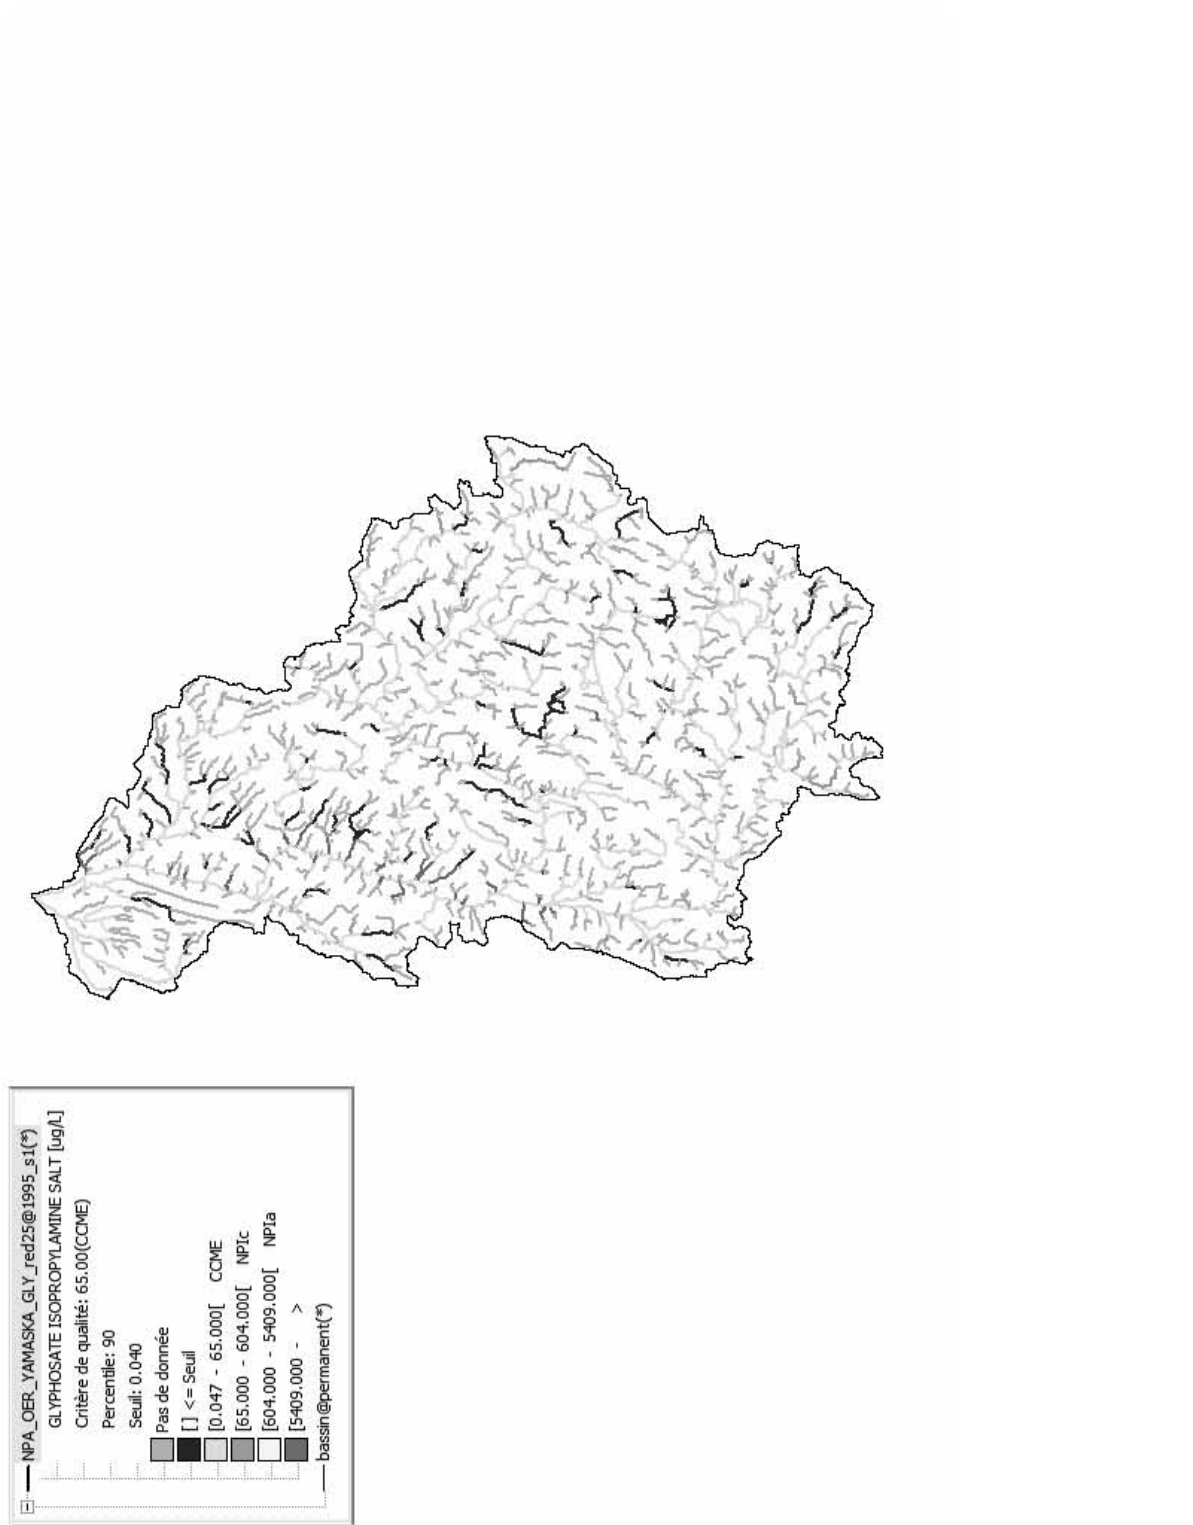 NPA_OER_YAMASKA_GLY_red25@1995_s1(*)
GLYPHOSATE ISOPROPYLAMINE SALT [ug/L]
Critère de qualité: 65.00(CCME)
Percentile: 90
Seuil: 0.040
Pas de donnée
[] <= Seuil
[0.047 - 65.000[ CCME
[65.000 - 604.000[ NPIc
[604.000 - 5409.000[ NPIa
[5409.000 - >
bassin@permanent(*)